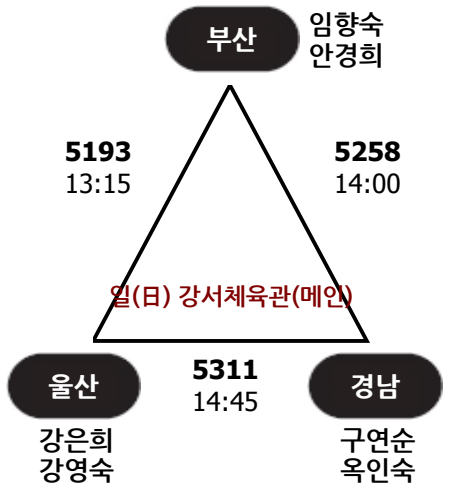 부산
임향숙
안경희
5193
13:15
5258
14:00
일(日) 강서체육관(메인)
울산
5311
14:45
경남
강은희
강영숙
구연순
옥인숙